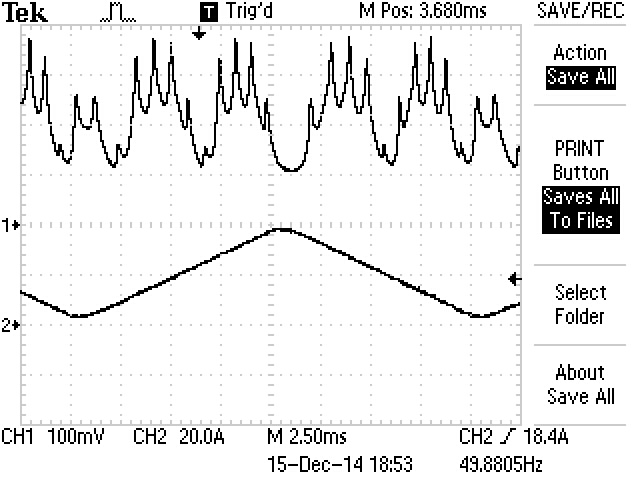 Tek T Trig'd M Pos: 3.680ms SAVE/REC
Action
Save All
PRINT
Button
Saves All
To Files
1
2
Select
Folder
About
Save All
CH1 100mV CH2 20.0A M 2.50ms CH2 18.4A
15-Dec-14 18:53 49.8805Hz